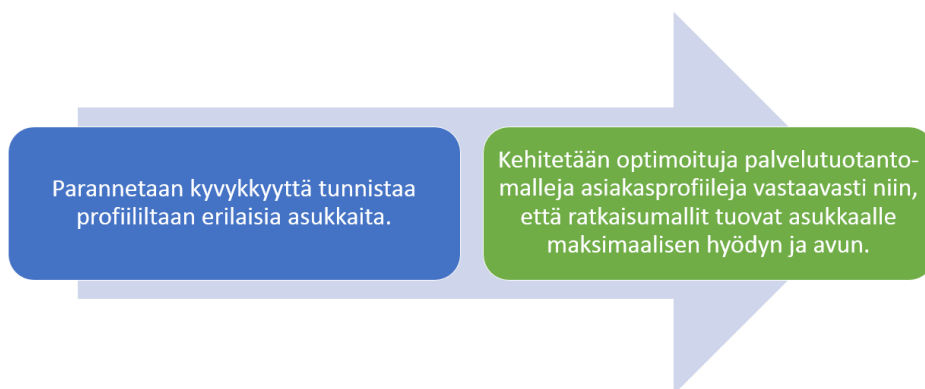 Parannetaan kyvykkyyttä tunnistaa
profiililtaan erilaisia asukkaita.
Kehitetään optimoituja palvelutuotanto-
malleja asiakasprofiileja vastaavasti niin,
että ratkaisumallit tuovat asukkaalle
maksimaalisen hyödyn ja avun.